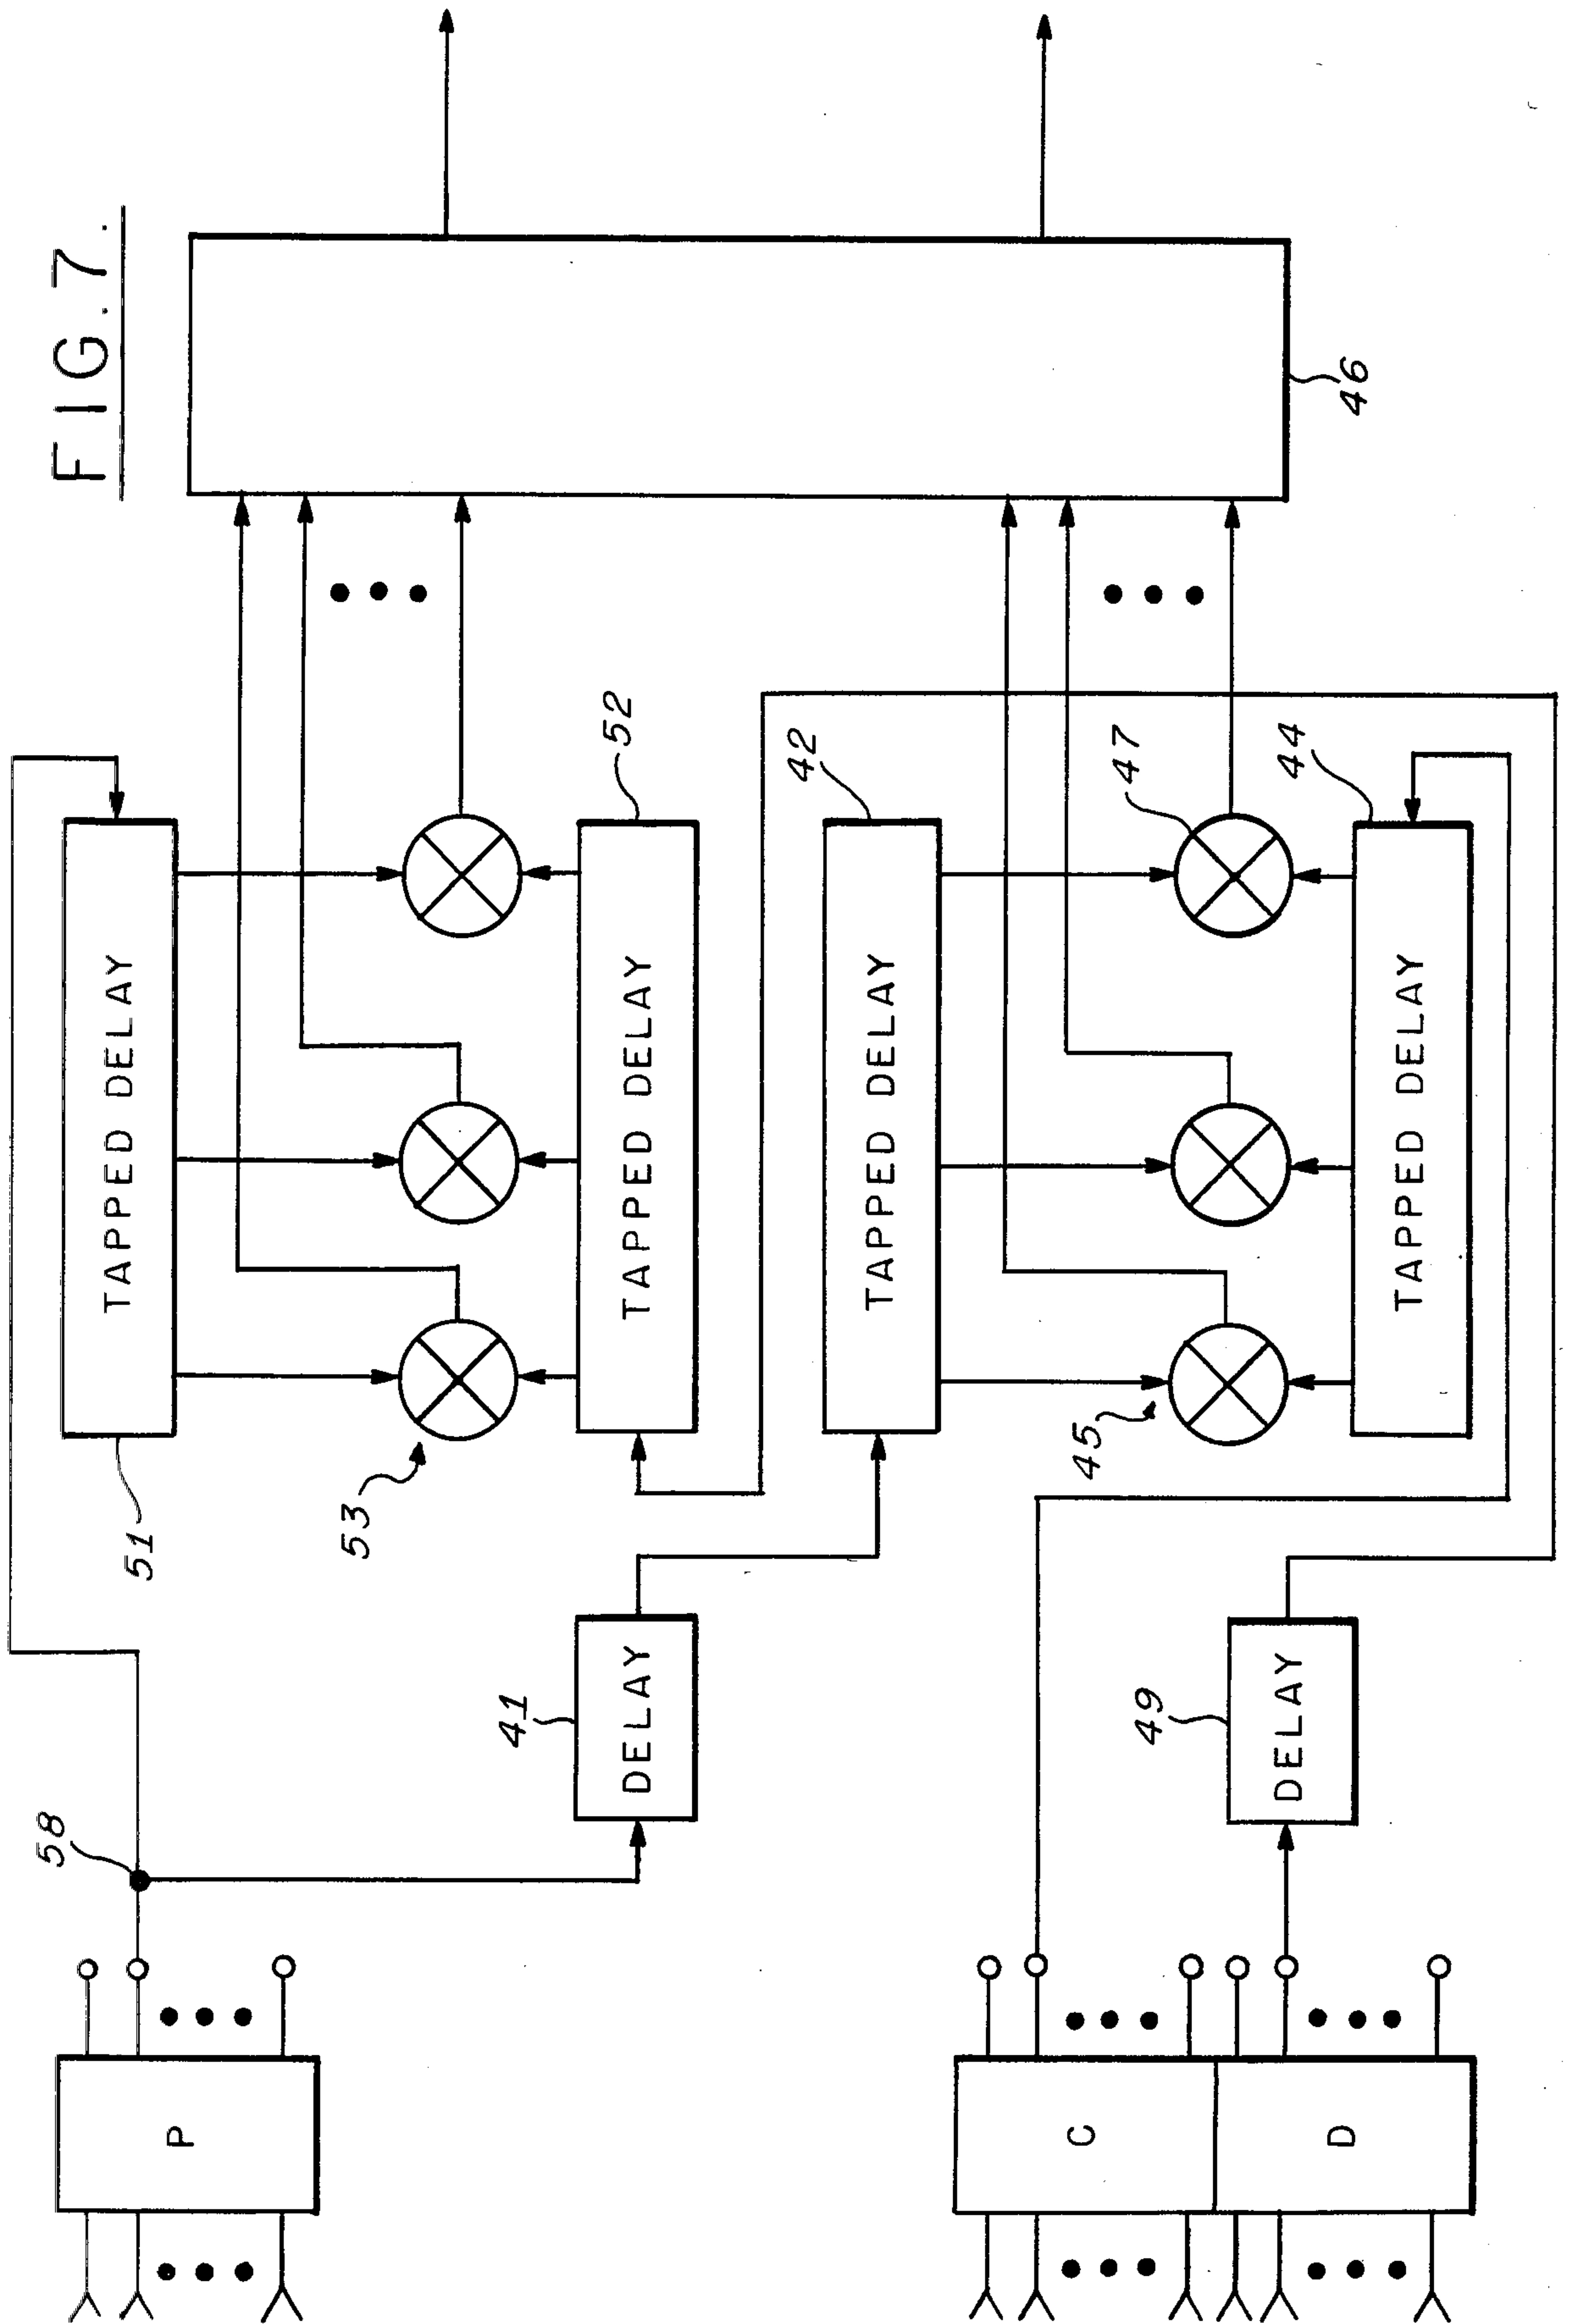 FIG.7.
58
P
41
DELAY
51
TAPPED DELAY
53
TAPPED DELAY
52
TAPPED DELAY
42
45
47
TAPPED DELAY
44
46
C
D
49
DELAY